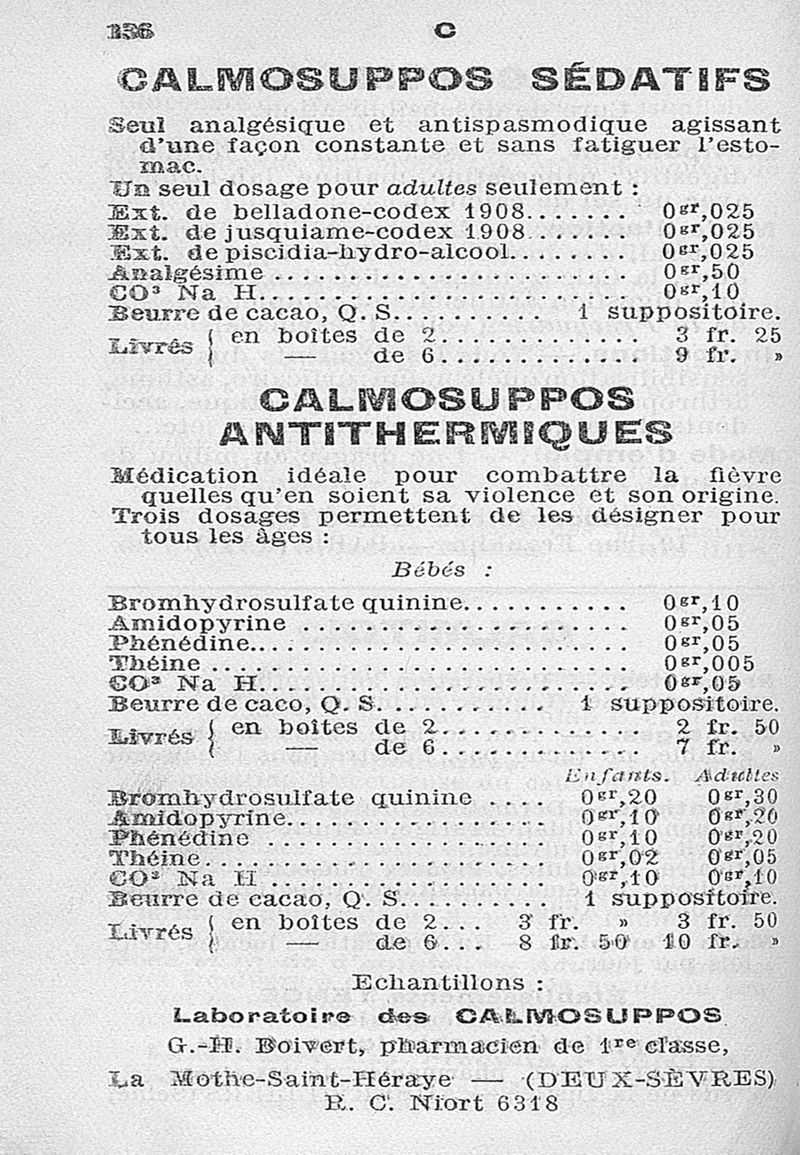 136 C
CALMOSUPPOS SÉDATIFS
Seul analgésique et antispasmodique agissant
d'une façon constante et sans fatiguer l'esto-
mac.
Un seul dosage pour adultes seulement :
Ext. de belladone-codex 1908....... 0gr,025
Ext. de jusquiame-codex 1908....... 0gr,025
Ext. de piscidia-hydro-alcool........ 0gr,025
Analgésime ........................ 0gr,50
CO³ Na H......................... 0gr,10
Beurre de cacao, Q. S.......... 1 suppositoire.
Livrés { en boîtes de 2.............. 3 fr. 25
— de 6.............. 9 fr. »
CALMOSUPPOS
ANTITHERMIQUES
Médication idéale pour combattre la fièvre
quelles qu'en soient sa violence et son origine.
Trois dosages permettent de les désigner pour
tous les âges :
Bébés :
Bromhydrosulfate quinine............ 0gr,10
Amidopyrine ....................... 0gr,05
Phénédine.......................... 0gr,05
Théine ............................ 0gr,005
CO³ Na H.......................... 0gr,05
Beurre de caco, Q. S............ 1 suppositoire.
Livrés { en boîtes de 2.............. 2 fr. 50
— de 6.............. 7 fr. »
Enfants. Adultes
Bromhydrosulfate quinine .... 0gr,20 0gr,30
Amidopyrine.................. 0gr,10 0gr,20
Phénédine ................... 0gr,10 0gr,20
Théine....................... 0gr,02 0gr,05
CO³ Na H ................... 0gr,10 0gr,10
Beurre de cacao, Q. S........... 1 suppositoire.
Livrés { en boîtes de 2... 3 fr. » 3 fr. 50
— de 6... 8 fr. 50 10 fr. »
Echantillons :
Laboratoire des CALMOSUPPOS
G.-H. Boivert, pharmacien de 1re classe,
La Mothe-Saint-Héraye — (DEUX-SÈVRES)
R. C. Niort 6318